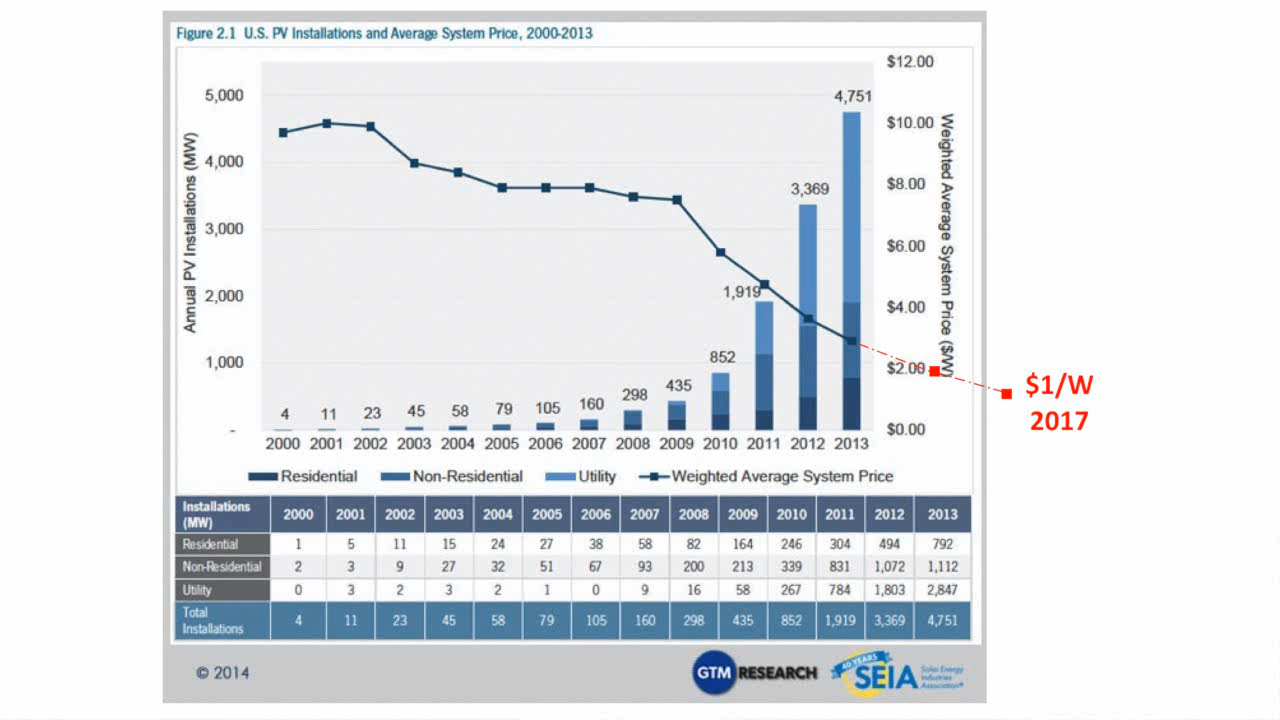 Figure 2.1 U.S. PV Installations and Average System Price, 2000-2013
$12.00
5,000
4,751
$10.00
4,000
$8.00
3,369
3,000
$6.00
2,000
1,919
$4.00
1,000
852
$2.00
$1/W
2017
4 11 23 45 58 79 105 160 298 435
-
$0.00
Annual PV Installations (MW)
Weighted Average System Price ($/W)
2000 2001 2002 2003 2004 2005 2006 2007 2008 2009 2010 2011 2012 2013
Residential Non-Residential Utility Weighted Average System Price
Installations (MW) 2000 2001 2002 2003 2004 2005 2006 2007 2008 2009 2010 2011 2012 2013
Residential 1 5 11 15 24 27 38 58 82 164 246 304 494 792
Non-Residential 2 3 9 27 32 51 67 93 200 213 339 831 1,072 1,112
Utility 0 3 2 3 2 1 0 9 16 58 267 784 1,803 2,847
Total Installations 4 11 23 45 58 79 105 160 298 435 852 1,919 3,369 4,751
© 2014
GTM RESEARCH
40 YEARS
SEIA
Solar Energy
Industries
Association®